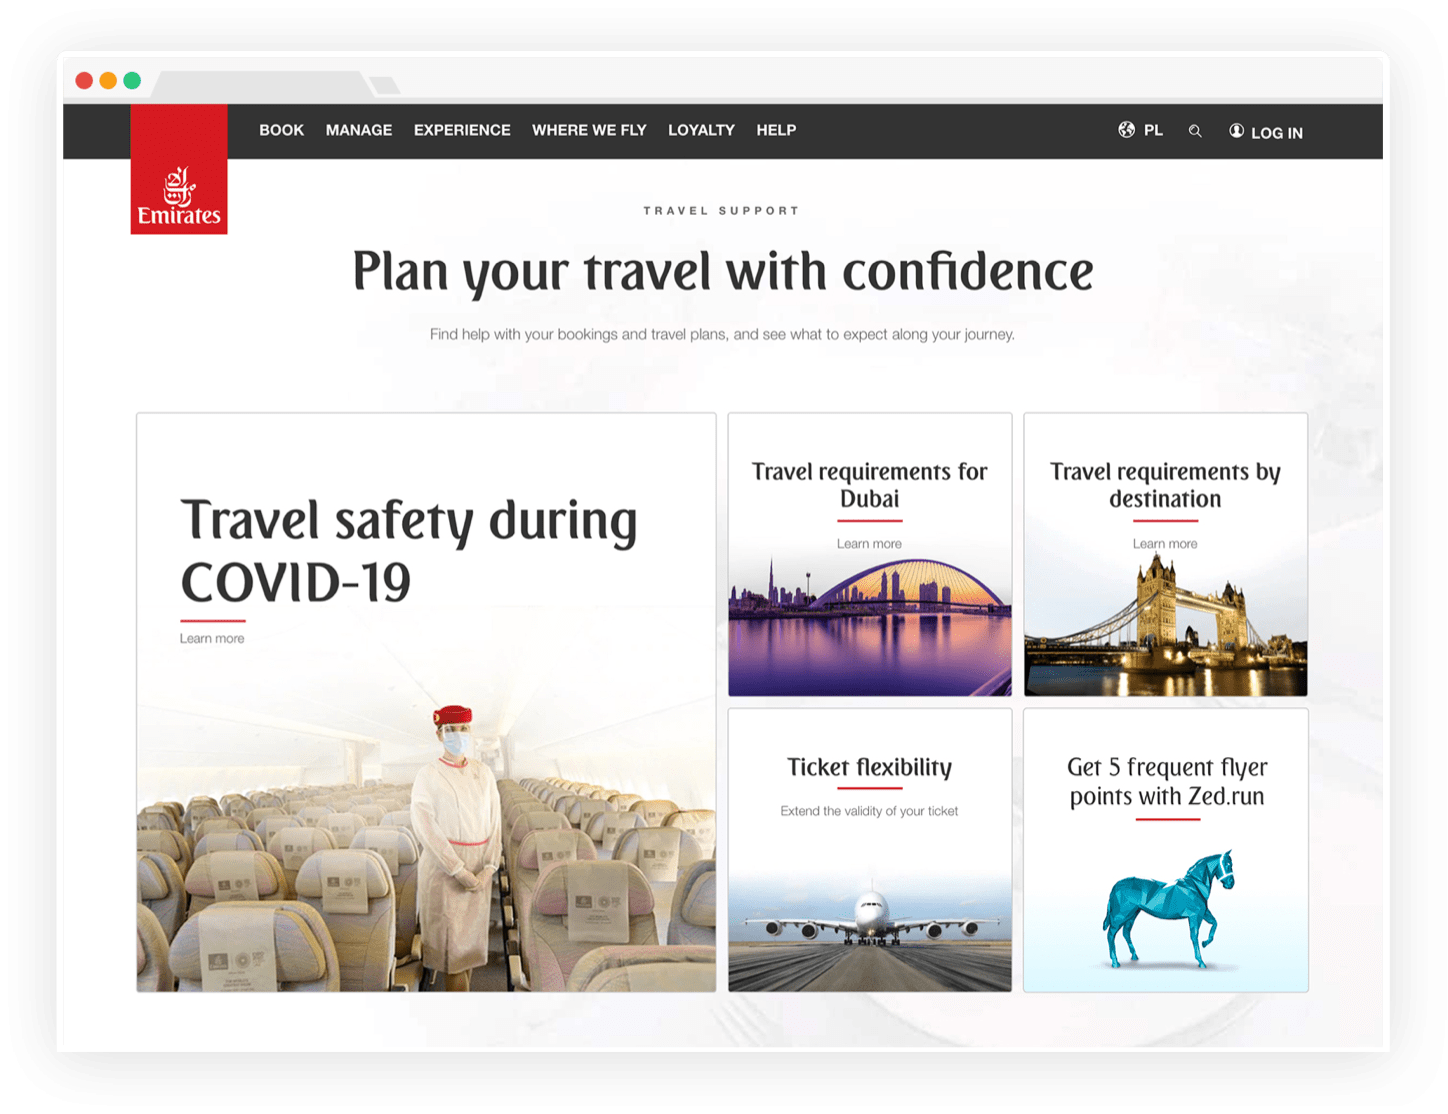 BOOK MANAGE EXPERIENCE WHERE WE FLY LOYALTY HELP PL LOG IN
Emirates
TRAVEL SUPPORT
Plan your travel with confidence
Find help with your bookings and travel plans, and see what to expect along your journey.
Travel safety during
COVID-19
Learn more
Travel requirements for
Dubai
Learn more
Travel requirements by
destination
Learn more
Ticket flexibility
Extend the validity of your ticket
Get 5 frequent flyer
points with Zed.run